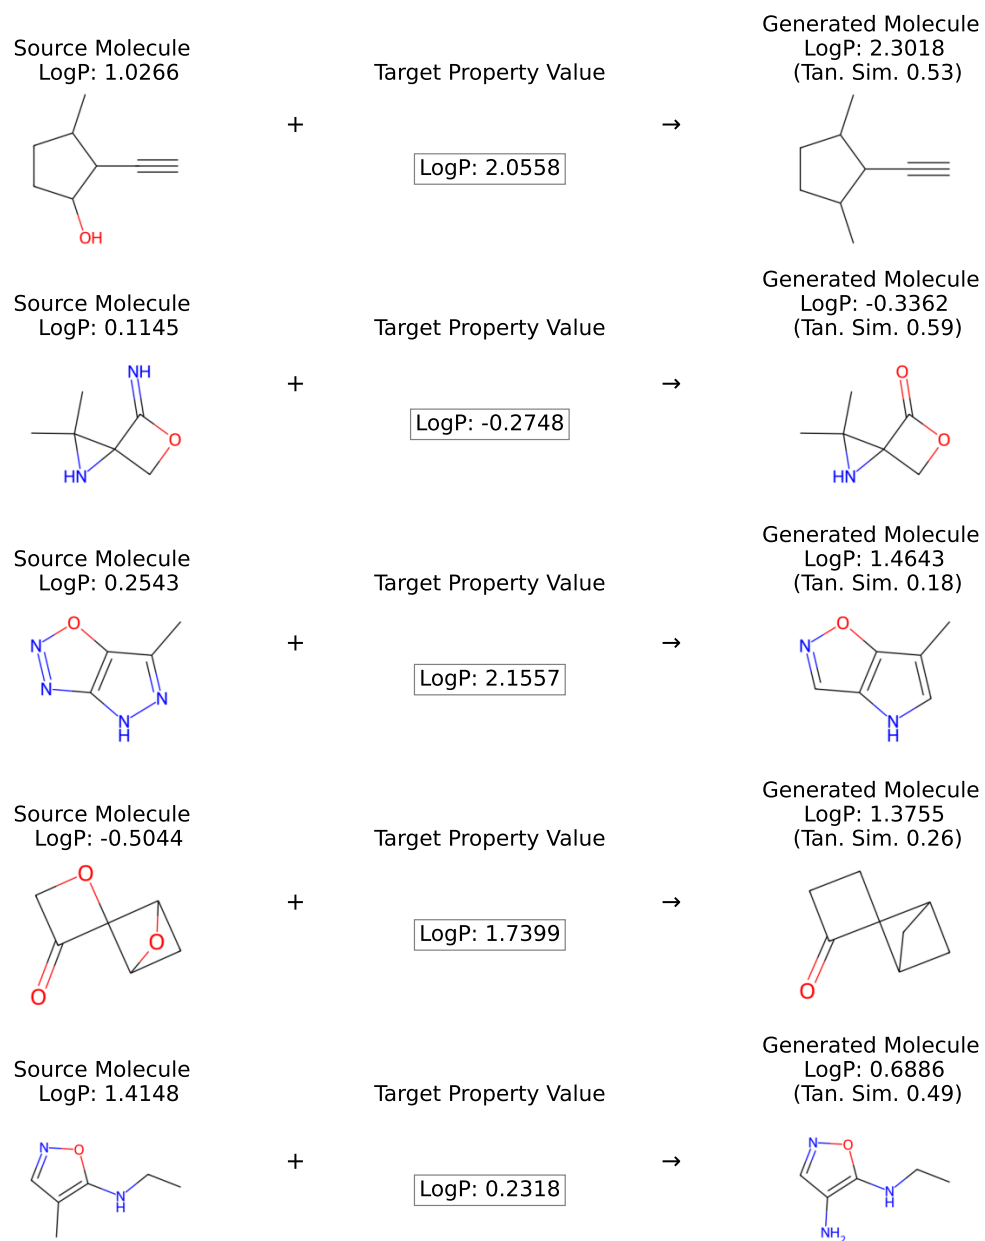 Source Molecule
LogP: 1.0266
Target Property Value
Generated Molecule
LogP: 2.3018
(Tan. Sim. 0.53)
+
LogP: 2.0558
→
OH
Source Molecule
LogP: 0.1145
Target Property Value
Generated Molecule
LogP: -0.3362
(Tan. Sim. 0.59)
NH
O
HN
+
LogP: -0.2748
→
O
O
HN
Source Molecule
LogP: 0.2543
Target Property Value
Generated Molecule
LogP: 1.4643
(Tan. Sim. 0.18)
O
N
N
N
N
H
+
LogP: 2.1557
→
O
N
N
H
Source Molecule
LogP: -0.5044
Target Property Value
Generated Molecule
LogP: 1.3755
(Tan. Sim. 0.26)
O
O
O
+
LogP: 1.7399
→
O
Source Molecule
LogP: 1.4148
Target Property Value
Generated Molecule
LogP: 0.6886
(Tan. Sim. 0.49)
N
O
N
H
+
LogP: 0.2318
→
N
O
N
H
NH₂